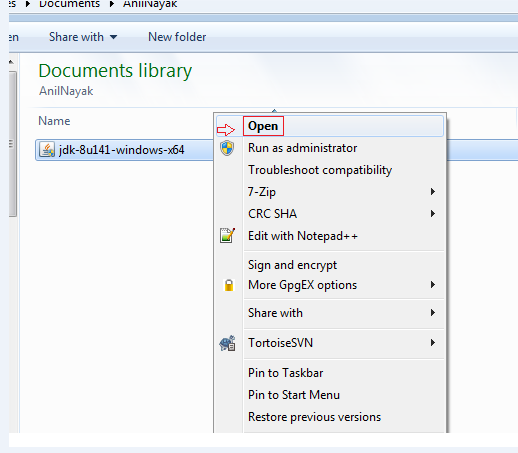 es ▸ Documents ▸ AnilNayak
en Share with ▼ New folder
Documents library
AnilNayak
Name
jdk-8u141-windows-x64
Open
Run as administrator
Troubleshoot compatibility
7-Zip
CRC SHA
Edit with Notepad++
Sign and encrypt
More GpgEX options
Share with
TortoiseSVN
Pin to Taskbar
Pin to Start Menu
Restore previous versions